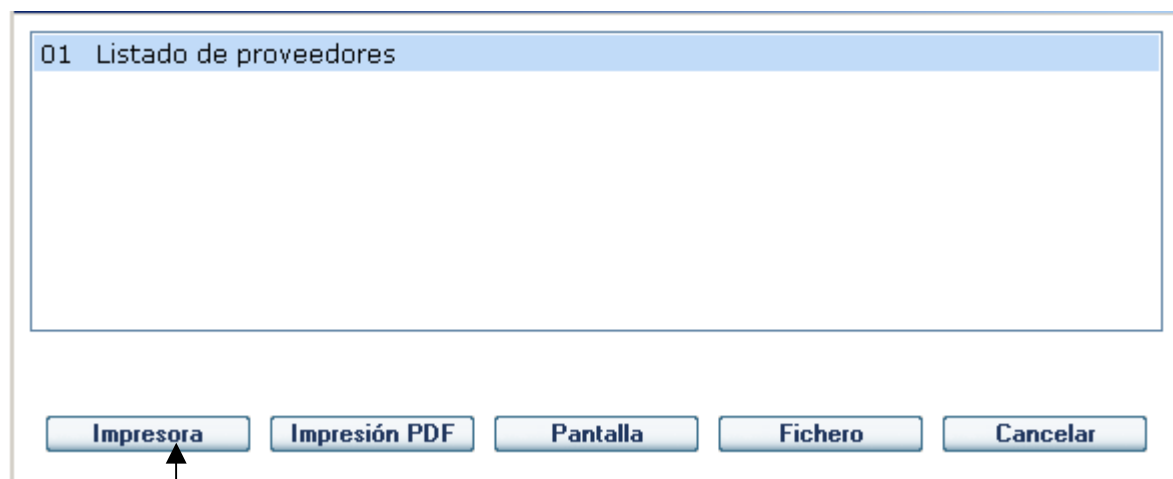 01 Listado de proveedores
Impresora Impresión PDF Pantalla Fichero Cancelar